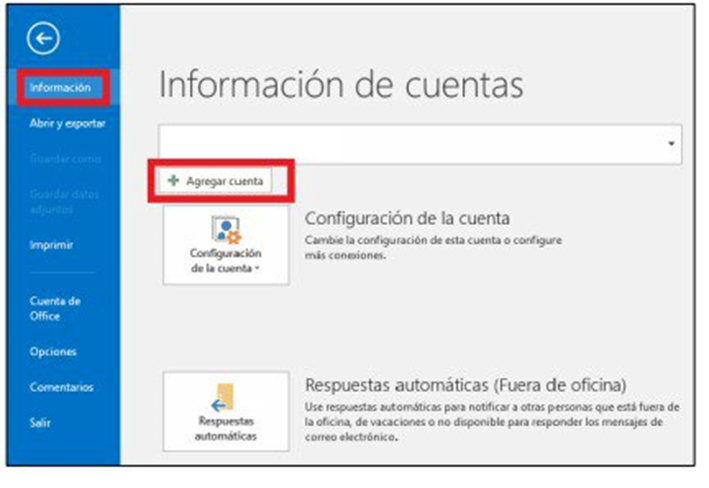 Información
Abrir y exportar
Guardar como
Guardar datos
adjuntos
Imprimir
Cuenta de
Office
Opciones
Comentarios
Salir
Información de cuentas
Agregar cuenta
Configuración
de la cuenta
Configuración de la cuenta
Cambie la configuración de esta cuenta o configure
más conexiones.
Respuestas
automáticas
Respuestas automáticas (Fuera de oficina)
Use respuestas automáticas para notificar a otras personas que está fuera de
la oficina, de vacaciones o no disponible para responder los mensajes de
correo electrónico.